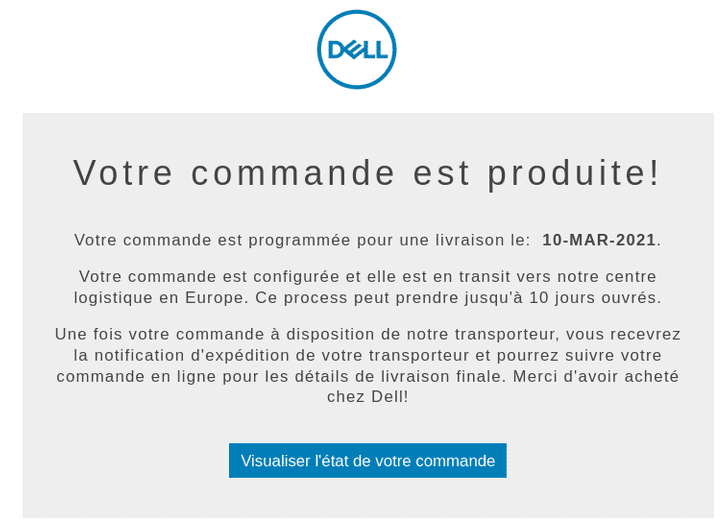 DELL
Votre commande est produite!
Votre commande est programmée pour une livraison le: 10-MAR-2021.
Votre commande est configurée et elle est en transit vers notre centre
logistique en Europe. Ce process peut prendre jusqu'à 10 jours ouvrés.
Une fois votre commande à disposition de notre transporteur, vous recevrez
la notification d'expédition de votre transporteur et pourrez suivre votre
commande en ligne pour les détails de livraison finale. Merci d'avoir acheté
chez Dell!
Visualiser l'état de votre commande